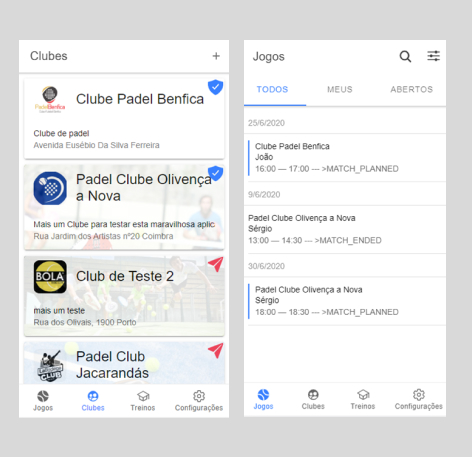 Clubes
+
PadelBenfica
Clube Padel Benfica
Clube de padel
Avenida Eusébio Da Silva Ferreira
Padel Clube Olivença
a Nova
Mais um Clube para testar esta maravilhosa aplic
Rua Jardim dos Artistas nº20 Coimbra
BOLA
Club de Teste 2
mais um teste
Rua dos Olivais, 1900 Porto
CLUB
Padel Club
Jacarandás
Jogos
Clubes
Treinos
Configurações
Jogos
TODOS
MEUS
ABERTOS
25/6/2020
Clube Padel Benfica
João
16:00 — 17:00 --- >MATCH_PLANNED
9/6/2020
Padel Clube Olivença a Nova
Sérgio
13:00 — 14:30 --- >MATCH_ENDED
30/6/2020
Padel Clube Olivença a Nova
Sérgio
18:00 — 18:30 --- >MATCH_PLANNED
Jogos
Clubes
Treinos
Configurações